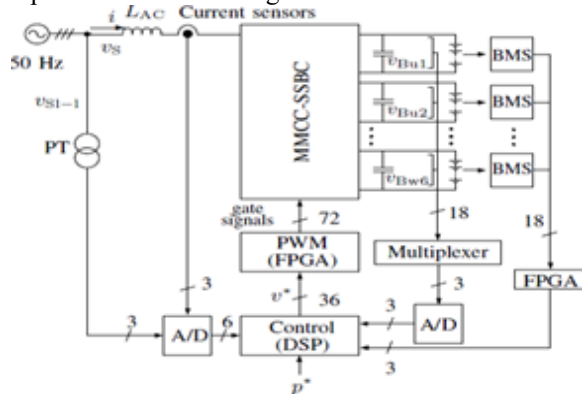 i L_AC Current sensors
50 Hz
v_S
v_S1-1
PT
MMCC-SSBC
v_Bu1
BMS
v_Bu2
BMS
v_Bw6
BMS
gate signals
72
18
18
PWM
(FPGA)
Multiplexer
FPGA
v*
36
3
3
3
3
A/D
6
Control
(DSP)
3
A/D
3
p*